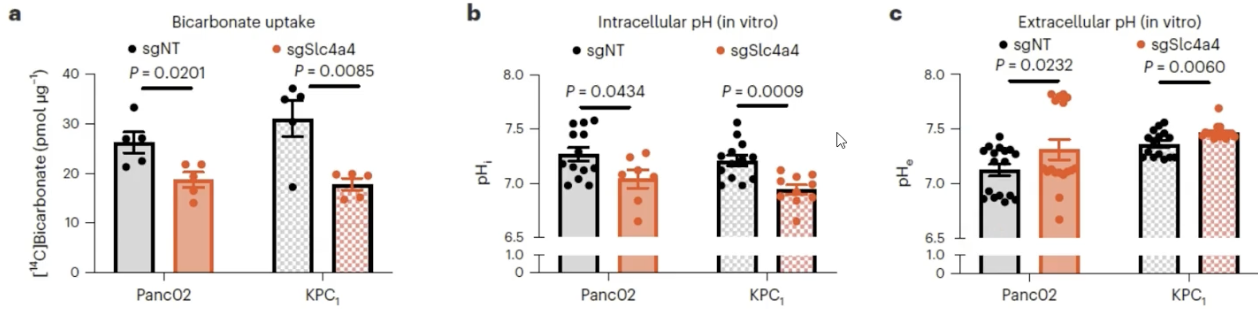 a
Bicarbonate uptake
sgNT sgSlc4a4
P = 0.0201 P = 0.0085
[¹⁴C]Bicarbonate (pmol µg⁻¹)
40
30
20
10
0
Panc02 KPC₁
b
Intracellular pH (in vitro)
sgNT sgSlc4a4
P = 0.0434 P = 0.0009
pHᵢ
8.0
7.5
7.0
6.5
1.0
0
Panc02 KPC₁
c
Extracellular pH (in vitro)
sgNT sgSlc4a4
P = 0.0232 P = 0.0060
pHₑ
8.0
7.5
7.0
6.5
1.0
0
Panc02 KPC₁